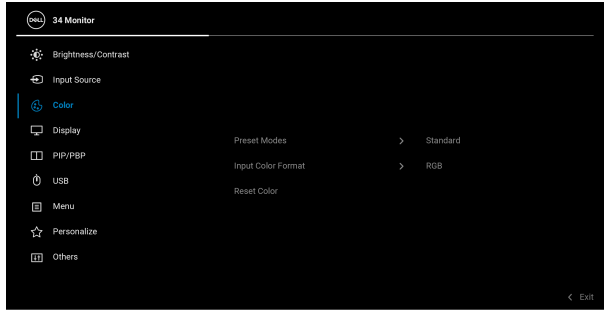 DELL
34 Monitor
Brightness/Contrast
Input Source
Color
Display
Preset Modes > Standard
PIP/PBP
Input Color Format > RGB
USB
Reset Color
Menu
Personalize
Others
< Exit